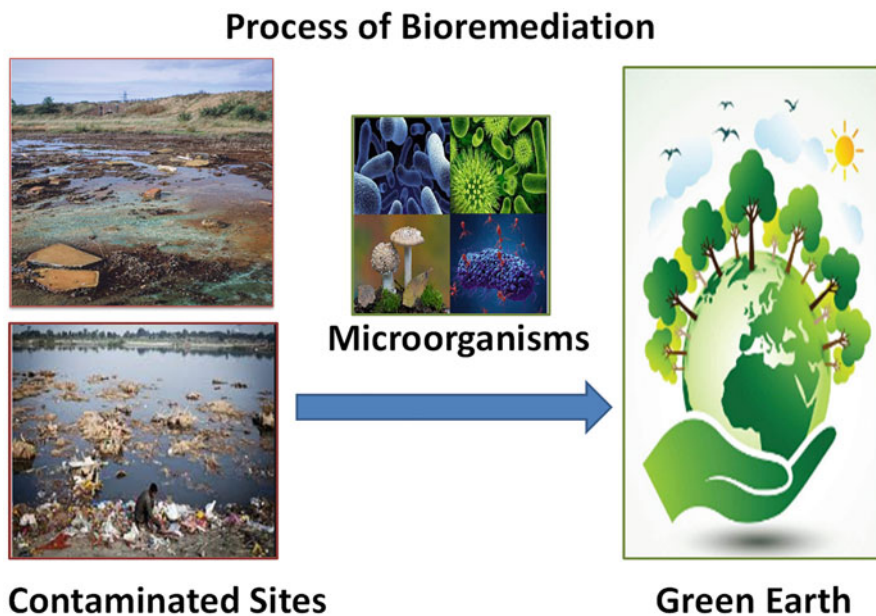 Process of Bioremediation
Microorganisms
Contaminated Sites
Green Earth